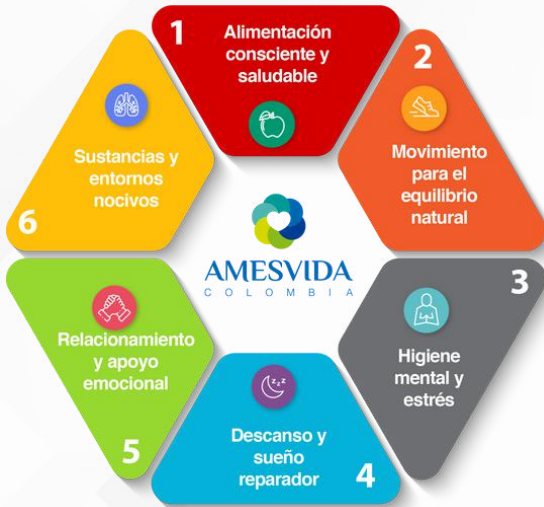 1
Alimentación
consciente y
saludable
2
Movimiento
para el
equilibrio
natural
3
Higiene
mental y
estrés
4
Descanso y
sueño
reparador
zzz
5
Relacionamiento
y apoyo
emocional
6
Sustancias y
entornos
nocivos
AMESVIDA
COLOMBIA